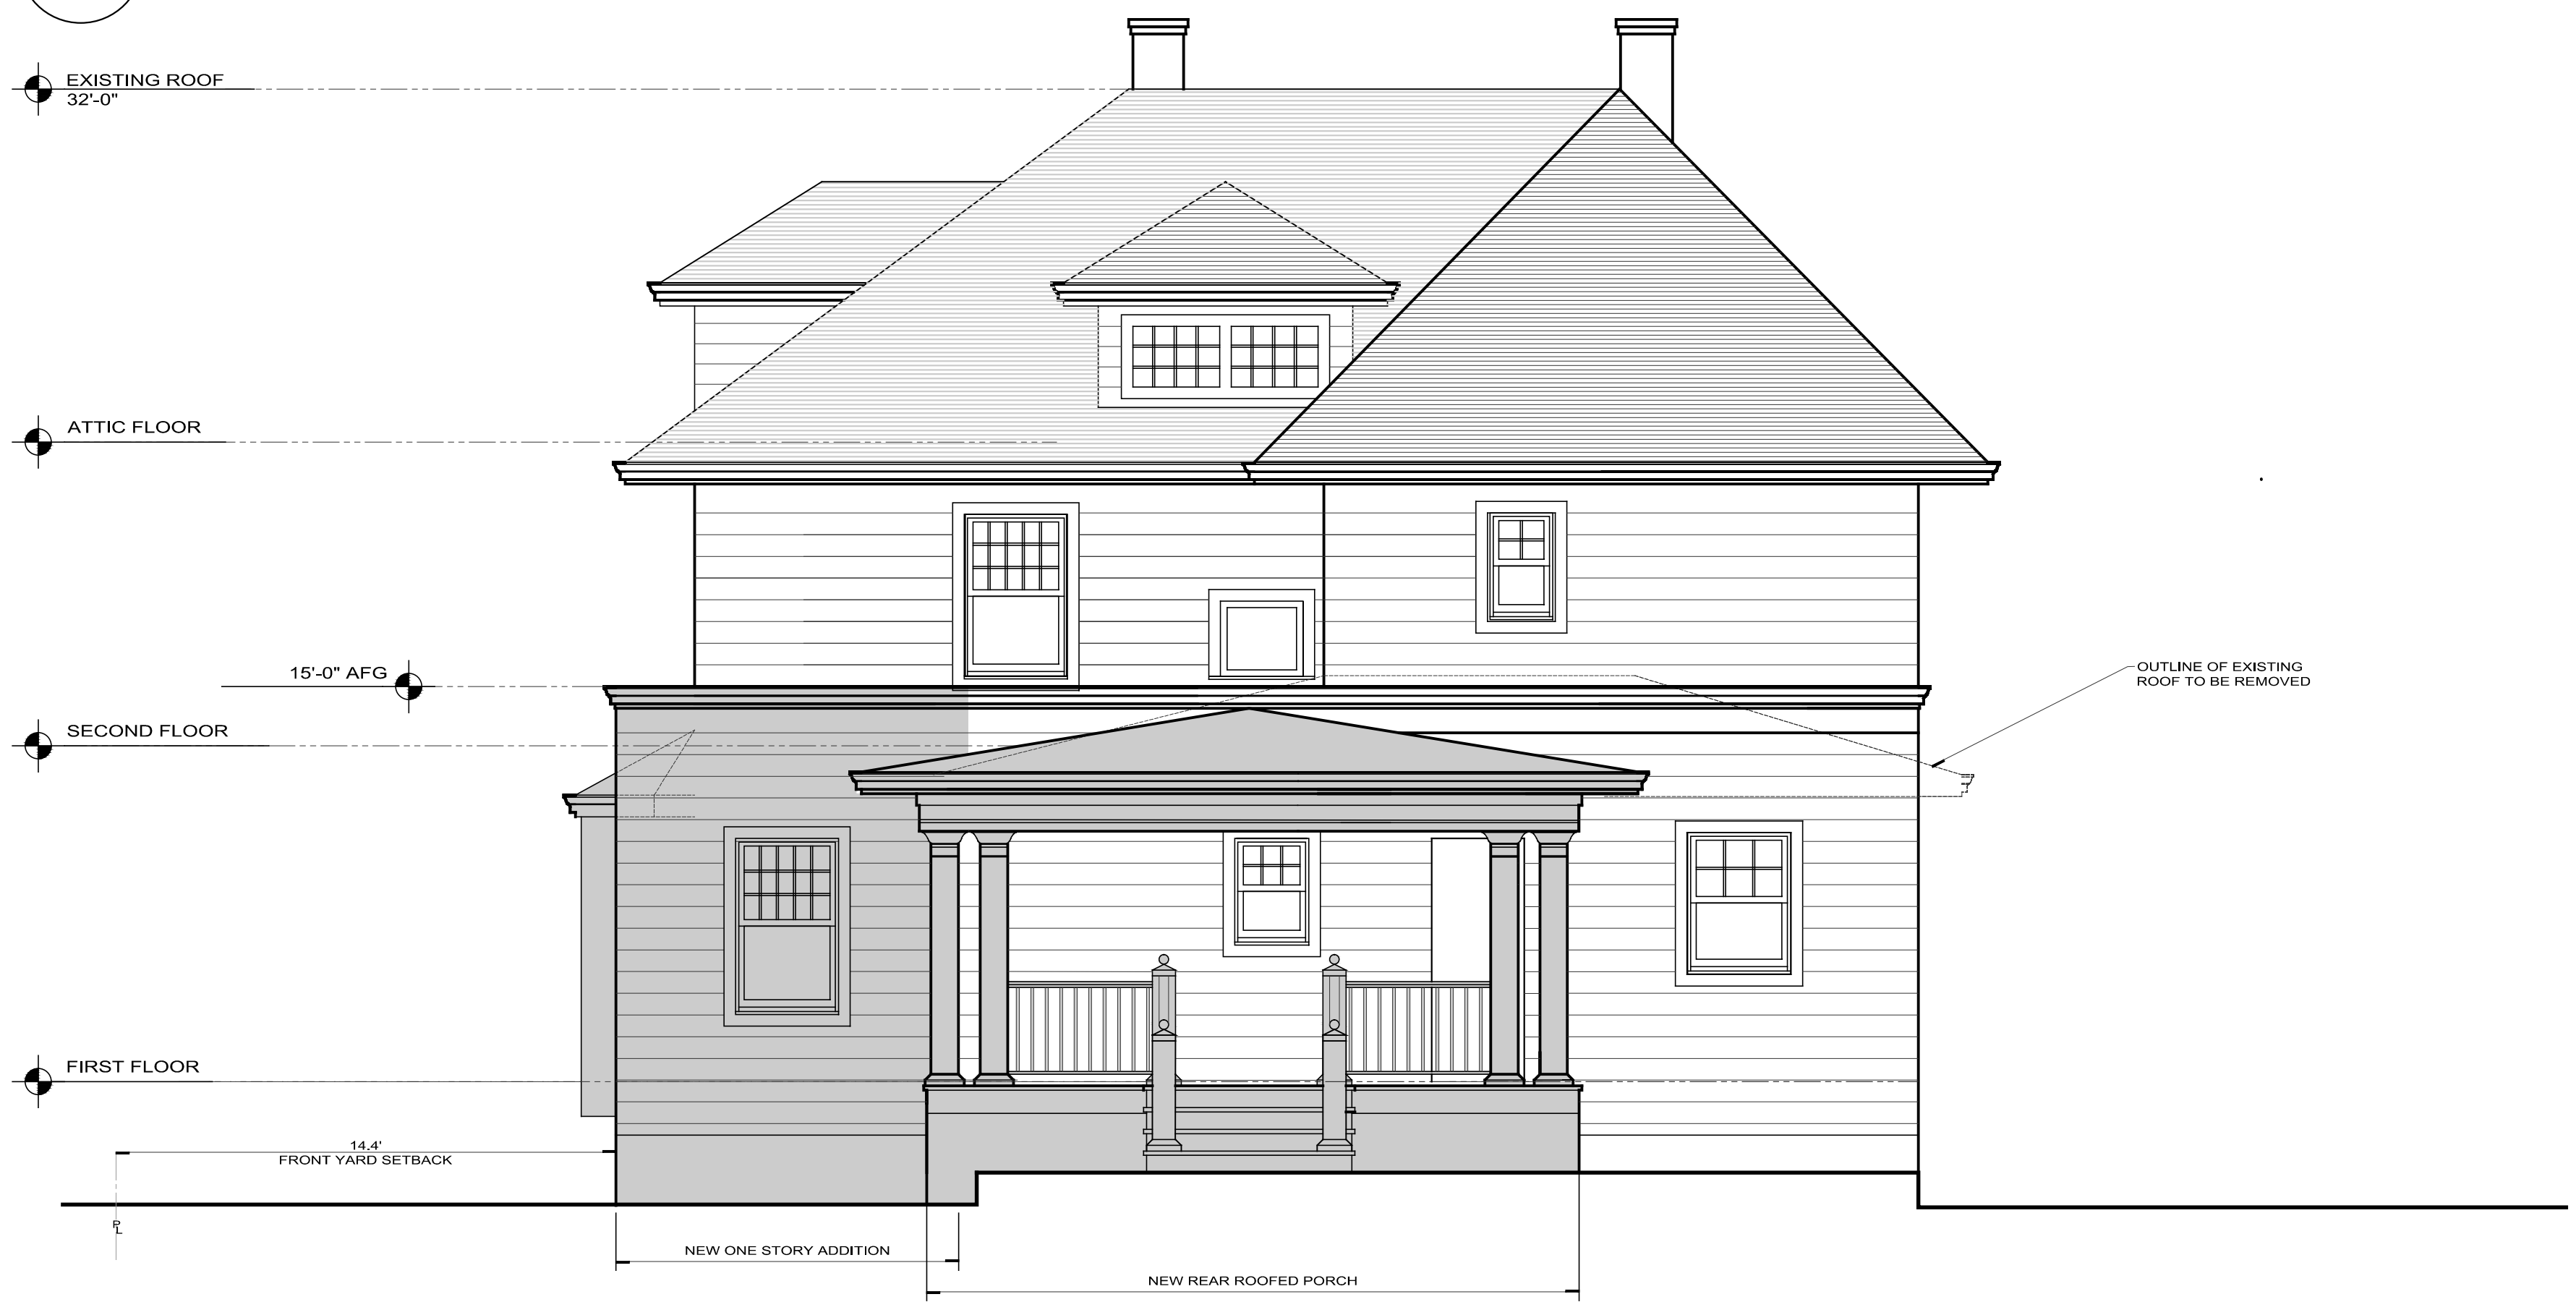 EXISTING ROOF
32'-0"
ATTIC FLOOR
15'-0" AFG
OUTLINE OF EXISTING
ROOF TO BE REMOVED
SECOND FLOOR
FIRST FLOOR
14.4'
FRONT YARD SETBACK
PL
NEW ONE STORY ADDITION
NEW REAR ROOFED PORCH